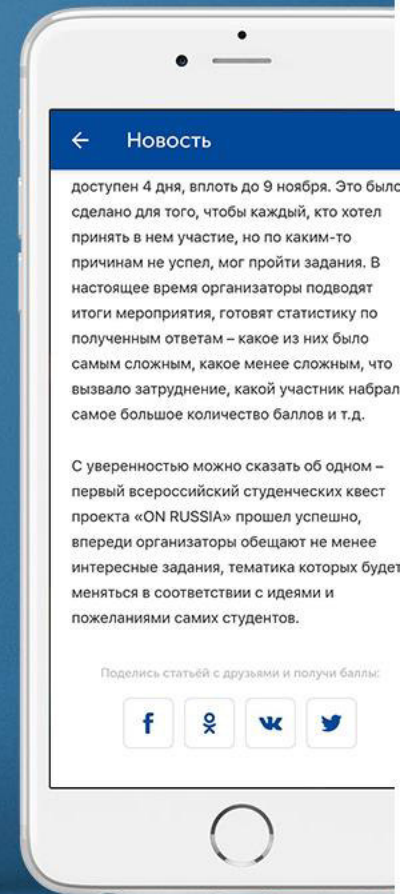 Новость
доступен 4 дня, вплоть до 9 ноября. Это было
сделано для того, чтобы каждый, кто хотел
принять в нем участие, но по каким-то
причинам не успел, мог пройти задания. В
настоящее время организаторы подводят
итоги мероприятия, готовят статистику по
полученным ответам – какое из них было
самым сложным, какое менее сложным, что
вызвало затруднение, какой участник набрал
самое большое количество баллов и т.д.
С уверенностью можно сказать об одном –
первый всероссийский студенческих квест
проекта «ON RUSSIA» прошел успешно,
впереди организаторы обещают не менее
интересные задания, тематика которых будет
меняться в соответствии с идеями и
пожеланиями самих студентов.
Поделись статьёй с друзьями и получи баллы: